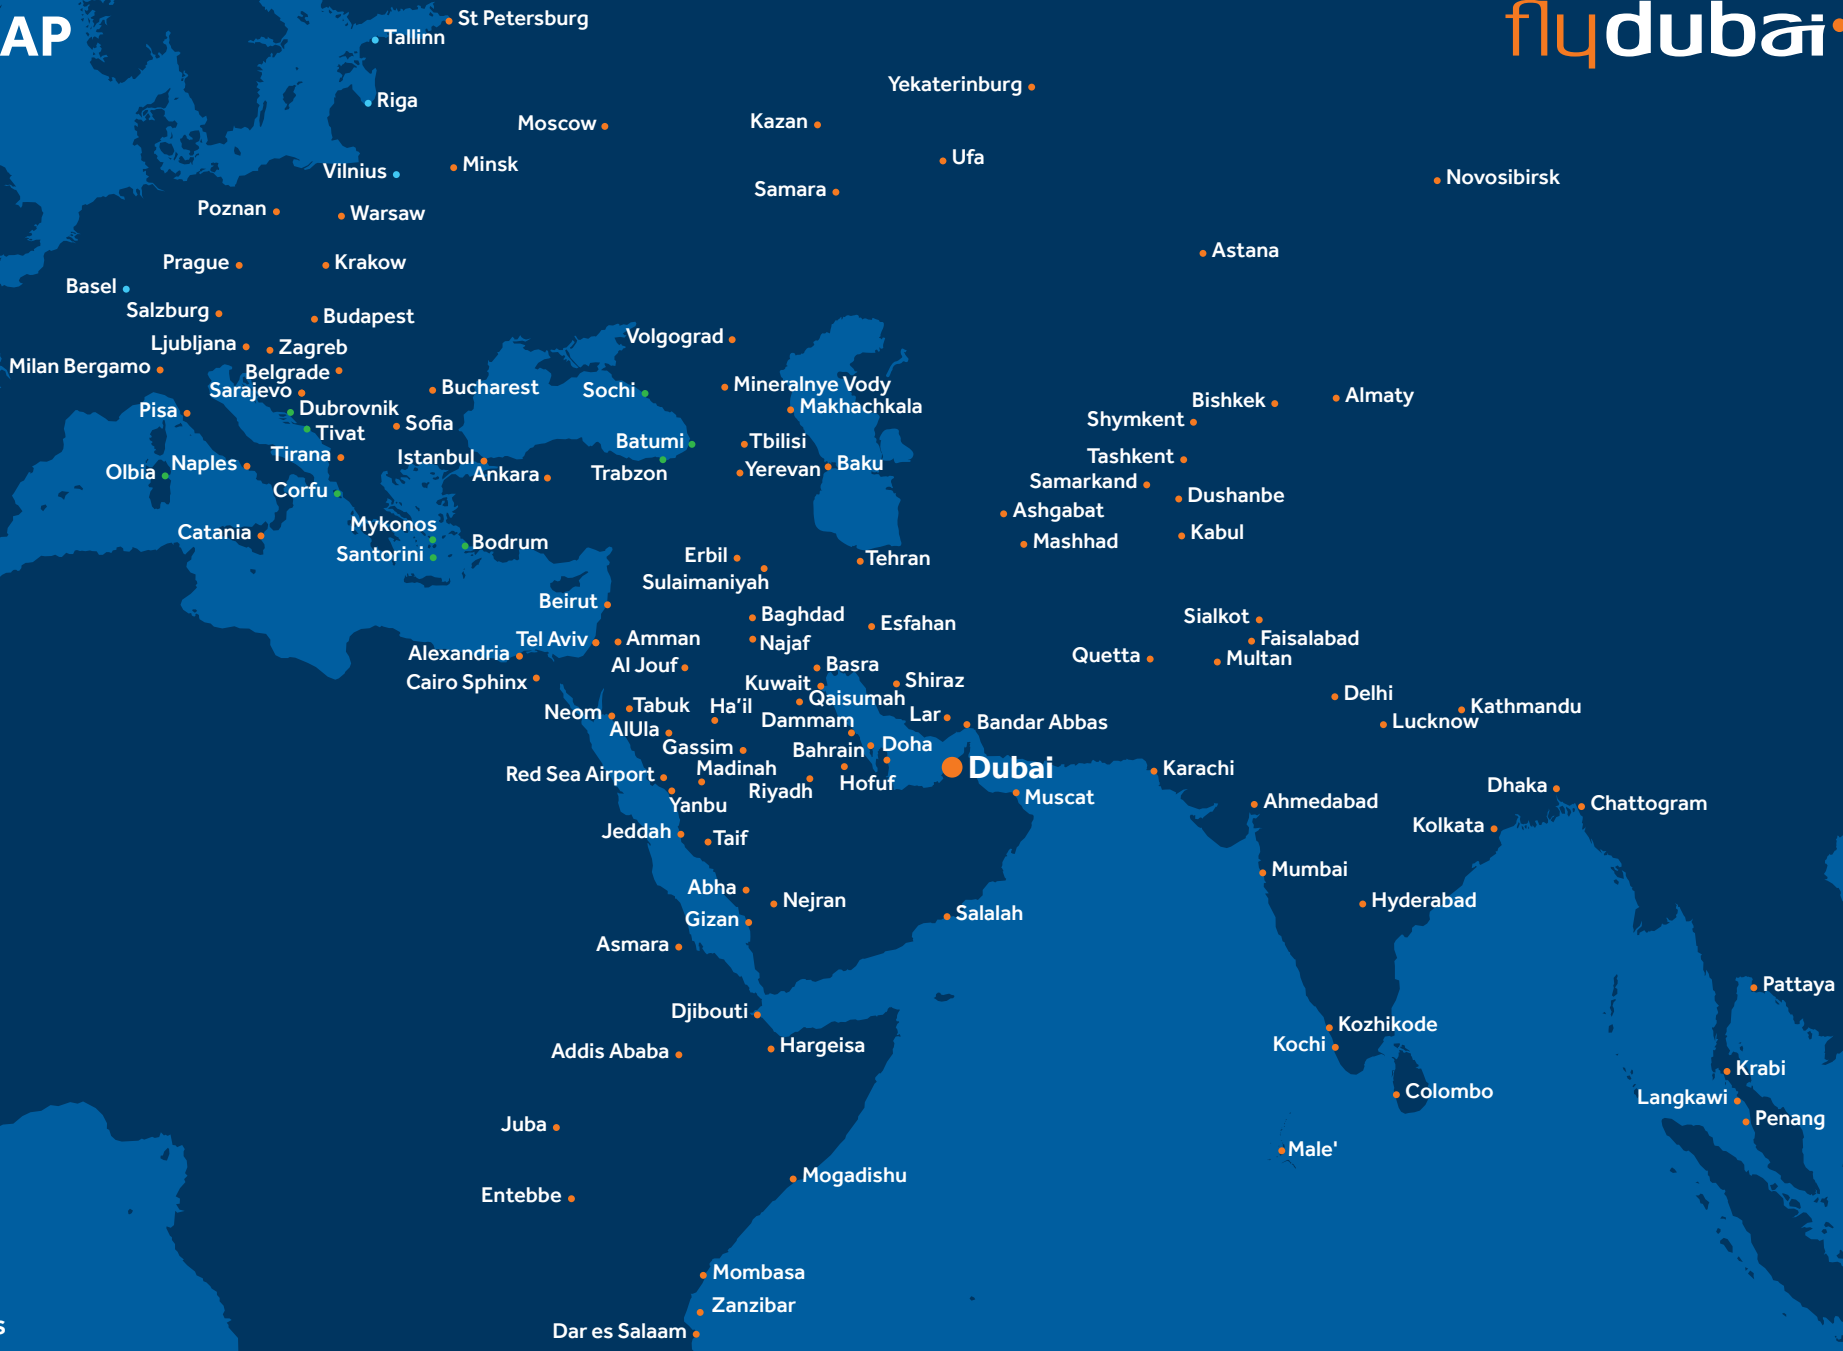 AP
flydubai
St Petersburg
Tallinn
Yekaterinburg
Riga
Moscow
Kazan
Ufa
Vilnius
Minsk
Novosibirsk
Samara
Poznan
Warsaw
Astana
Prague
Krakow
Basel
Salzburg
Budapest
Volgograd
Ljubljana
Zagreb
Milan Bergamo
Belgrade
Sarajevo
Bucharest
Sochi
Mineralnye Vody
Almaty
Bishkek
Makhachkala
Pisa
Dubrovnik
Shymkent
Sofia
Tivat
Batumi
Tbilisi
Tirana
Istanbul
Tashkent
Naples
Baku
Olbia
Ankara
Trabzon
Yerevan
Samarkand
Corfu
Dushanbe
Ashgabat
Mykonos
Catania
Kabul
Bodrum
Mashhad
Santorini
Erbil
Tehran
Sulaimaniyah
Beirut
Baghdad
Sialkot
Esfahan
Tel Aviv
Amman
Najaf
Faisalabad
Alexandria
Quetta
Multan
Al Jouf
Basra
Cairo Sphinx
Kuwait
Shiraz
Delhi
Qaisumah
Tabuk
Ha’il
Kathmandu
Neom
Lar
Dammam
Bandar Abbas
Lucknow
AlUla
Gassim
Bahrain
Doha
Madinah
Dubai
Karachi
Red Sea Airport
Hofuf
Riyadh
Dhaka
Muscat
Yanbu
Ahmedabad
Chattogram
Kolkata
Jeddah
Taif
Mumbai
Abha
Nejran
Hyderabad
Gizan
Salalah
Asmara
Pattaya
Djibouti
Kozhikode
Addis Ababa
Hargeisa
Kochi
Krabi
Colombo
Langkawi
Penang
Juba
Male'
Mogadishu
Entebbe
Mombasa
Zanzibar
s
Dar es Salaam